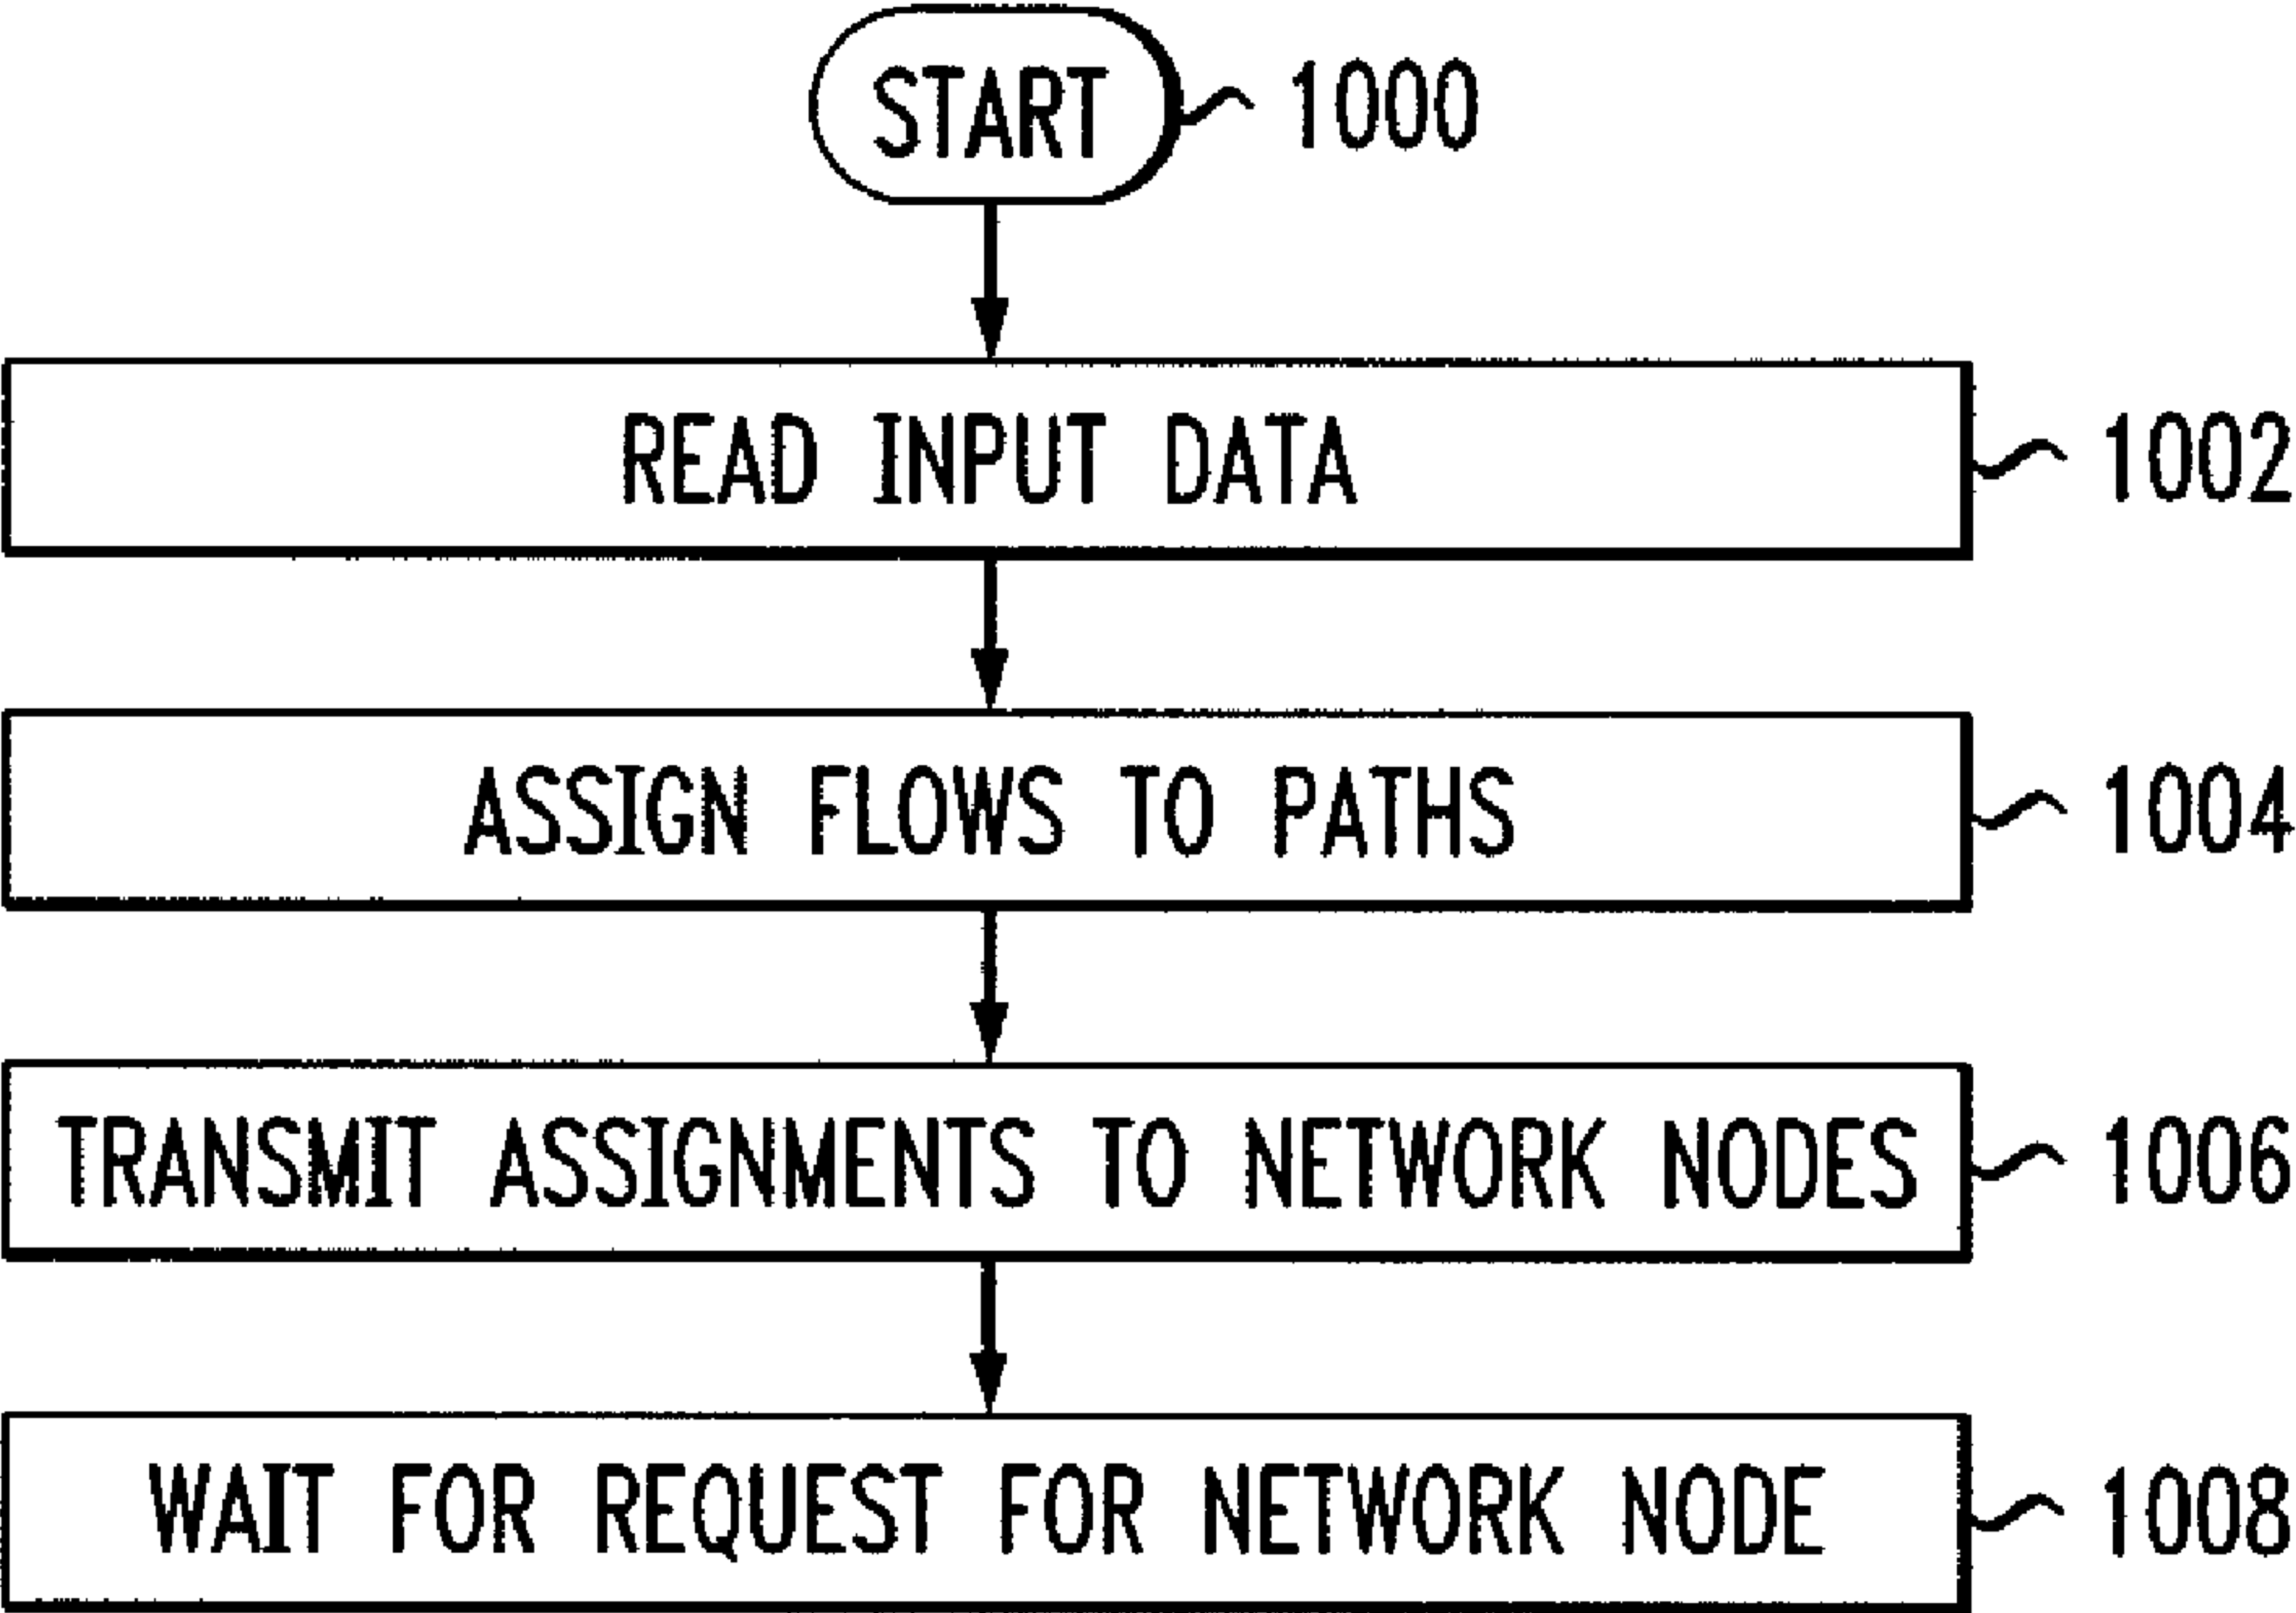 START 1000
READ INPUT DATA 1002
ASSIGN FLOWS TO PATHS 1004
TRANSMIT ASSIGNMENTS TO NETWORK NODES 1006
WAIT FOR REQUEST FOR NETWORK NODE 1008